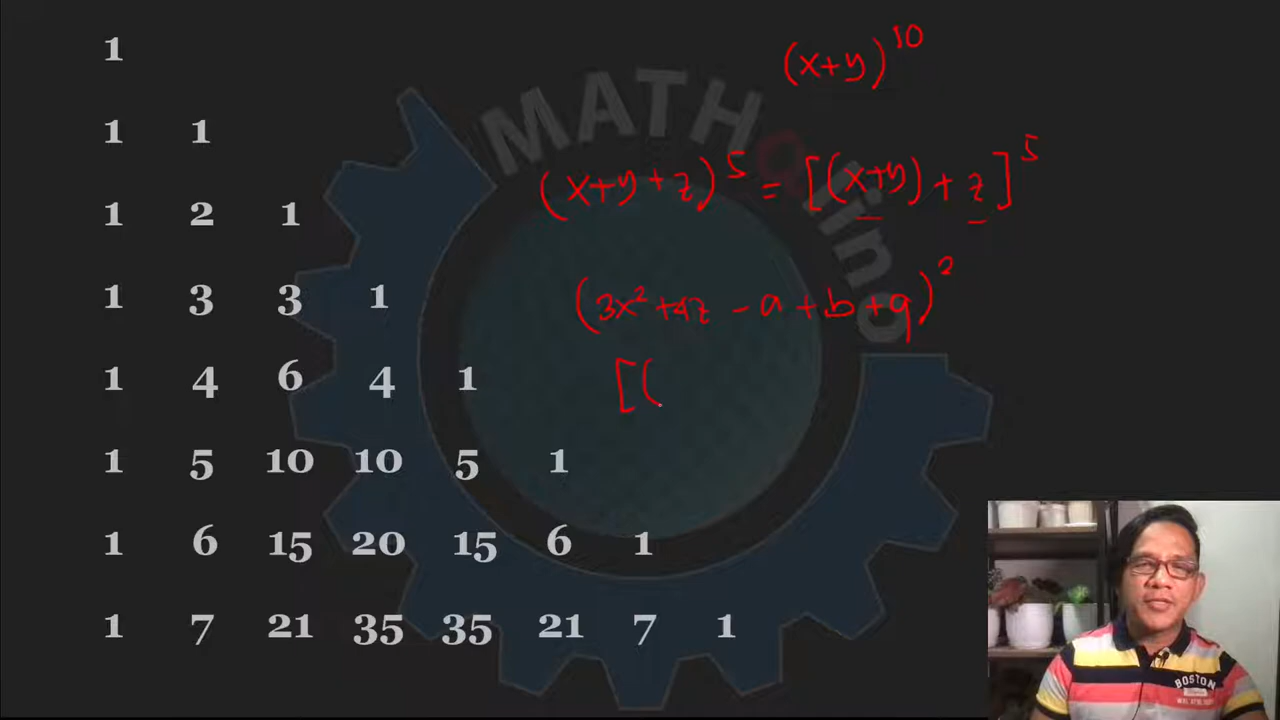 1
1 1
1 2 1
1 3 3 1
1 4 6 4 1
1 5 10 10 5 1
1 6 15 20 15 6 1
1 7 21 35 35 21 7 1
(x+y)^10
(x+y+z)^5 = [(x+y)+z]^5
(3x^2+4z-a+b+q)^2
[(
MATH
lino
BOSTON